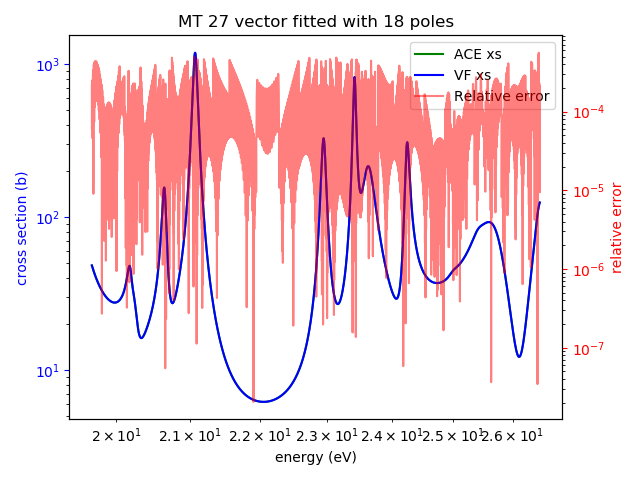 MT 27 vector fitted with 18 poles
ACE xs
VF xs
Relative error
cross section (b)
10³
10²
10¹
relative error
10⁻⁴
10⁻⁵
10⁻⁶
10⁻⁷
2 × 10¹ 2.1 × 10¹ 2.2 × 10¹ 2.3 × 10¹ 2.4 × 10¹ 2.5 × 10¹ 2.6 × 10¹
energy (eV)